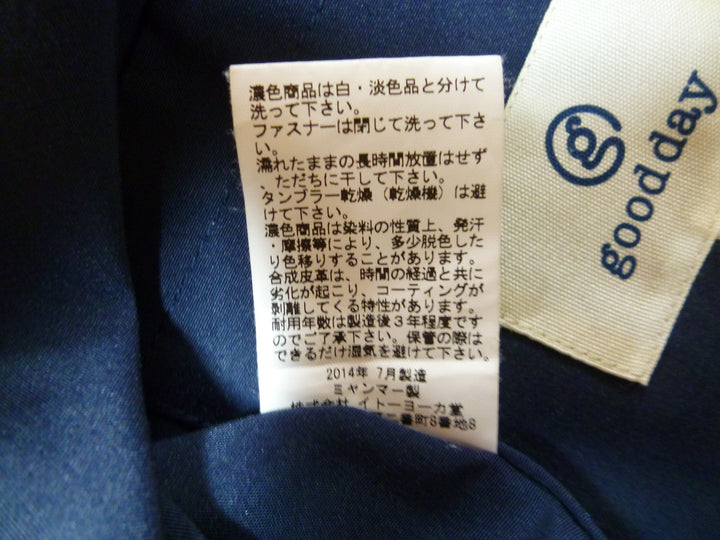 濃色商品は白・淡色品と分けて
洗って下さい。
ファスナーは閉じて洗って下さ
い。
濡れたままの長時間放置はせず
、ただちに干して下さい。
タンブラー乾燥（乾燥機）は避
けて下さい。
濃色商品は染料の性質上、発汗
・摩擦等により、多少脱色した
り色移りすることがあります。
合成皮革は、時間の経過と共に
劣化が起こり、コーティングが
剥離してくる特性があります。
耐用年数は製造後３年程度です
のでご了承下さい。保管の際は
できるだけ湿気を避けて下さい。
2014年 7月製造
ミャンマー製
株式会社 イトーヨーカ堂
二番町8番地8
g
good day